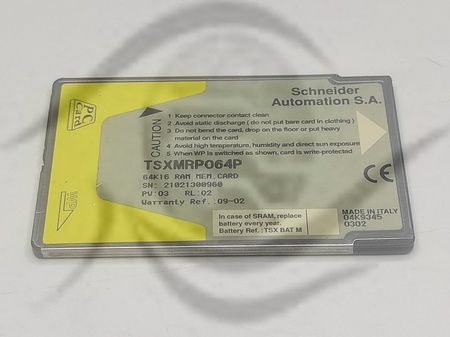 Schneider
Automation S.A.
PC
Card
CAUTION
1 Keep connector contact clean
2 Avoid static discharge ( do not put bare card in clothing )
3 Do not bend the card, drop on the floor or put heavy
material on the card
4 Avoid high temperature, humidity and direct sun exposure
5 When WP is switched as shown, card is write-protected
TSXMRP064P
64K16 RAM MEM.CARD
SN: 21021300960
PV:03 RL:02
Warranty Ref.:09-02
WP
In case of SRAM, replace
battery every year.
Battery Ref. :TSX BAT M
MADE IN ITALY
04K9345
0302
CE